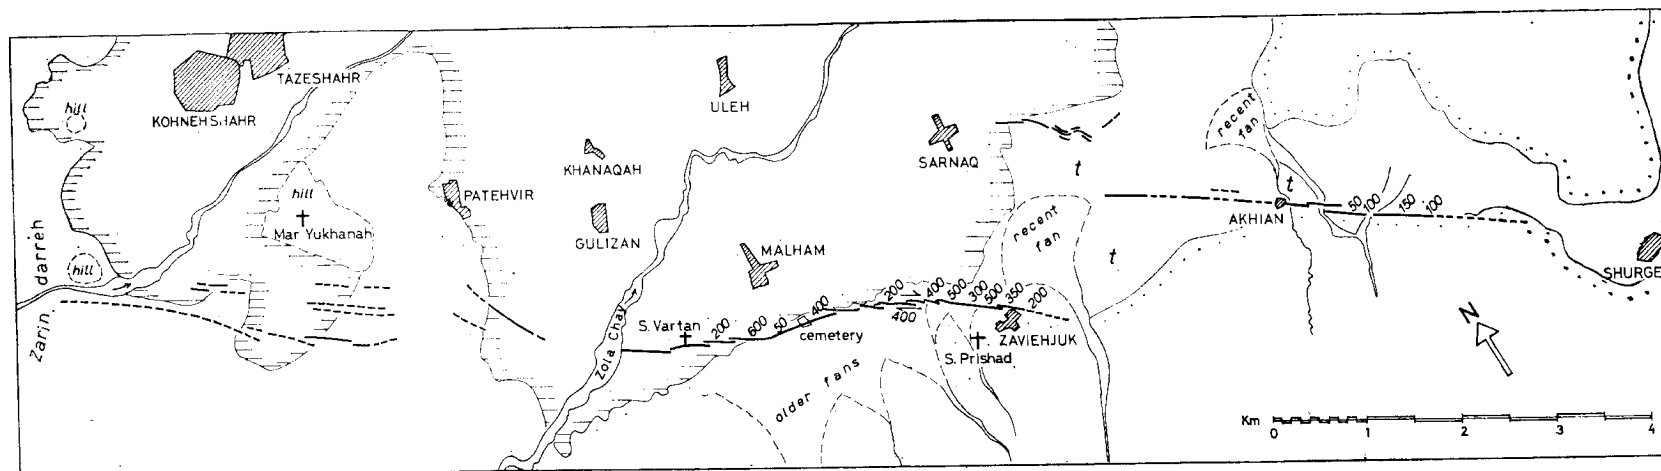 TAZESHAHR
KOHNEHSHAHR
hill
Zarin darreh
hill
hill
Mar Yukhanah
PATEHVIR
ULEH
KHANAQAH
GULIZAN
MALHAM
SARNAQ
Zola Chay
S. Vartan
200
600
50
400
cemetery
200
400
400
500
300
500
350
200
ZAVIEHJUK
S. Prishad
older fans
recent
fan
t
t
recent
fan
t
AKHIAN
50
100
150
100
SHURGE
N
Km
0
1
2
3
4